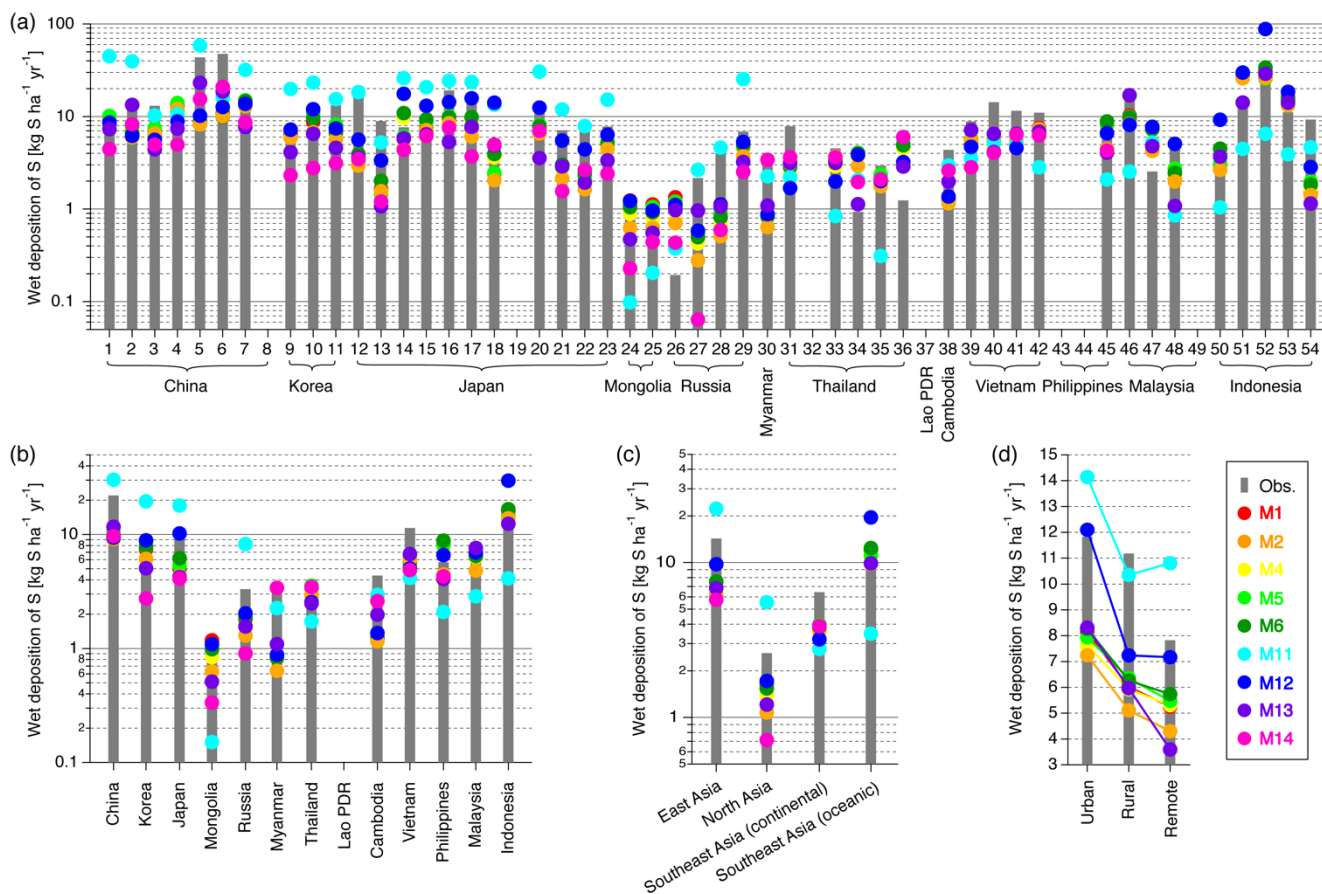 (a)
Wet deposition of S [kg S ha⁻¹ yr⁻¹]
100
10
1
0.1
1 2 3 4 5 6 7 8 9 10 11 12 13 14 15 16 17 18 19 20 21 22 23 24 25 26 27 28 29 30 31 32 33 34 35 36 37 38 39 40 41 42 43 44 45 46 47 48 49 50 51 52 53 54
China Korea Japan Mongolia Russia Myanmar Thailand Lao PDR Cambodia Vietnam Philippines Malaysia Indonesia
(b)
Wet deposition of S [kg S ha⁻¹ yr⁻¹]
4
2
10
8
6
4
2
1
8
6
4
2
0.1
China Korea Japan Mongolia Russia Myanmar Thailand Lao PDR Cambodia Vietnam Philippines Malaysia Indonesia
(c)
Wet deposition of S [kg S ha⁻¹ yr⁻¹]
5
4
3
2
10
8
6
5
4
3
2
1
8
6
5
East Asia
North Asia
Southeast Asia (continental)
Southeast Asia (oceanic)
(d)
Wet deposition of S [kg S ha⁻¹ yr⁻¹]
15
14
13
12
11
10
9
8
7
6
5
4
3
Urban Rural Remote
Obs.
M1
M2
M4
M5
M6
M11
M12
M13
M14